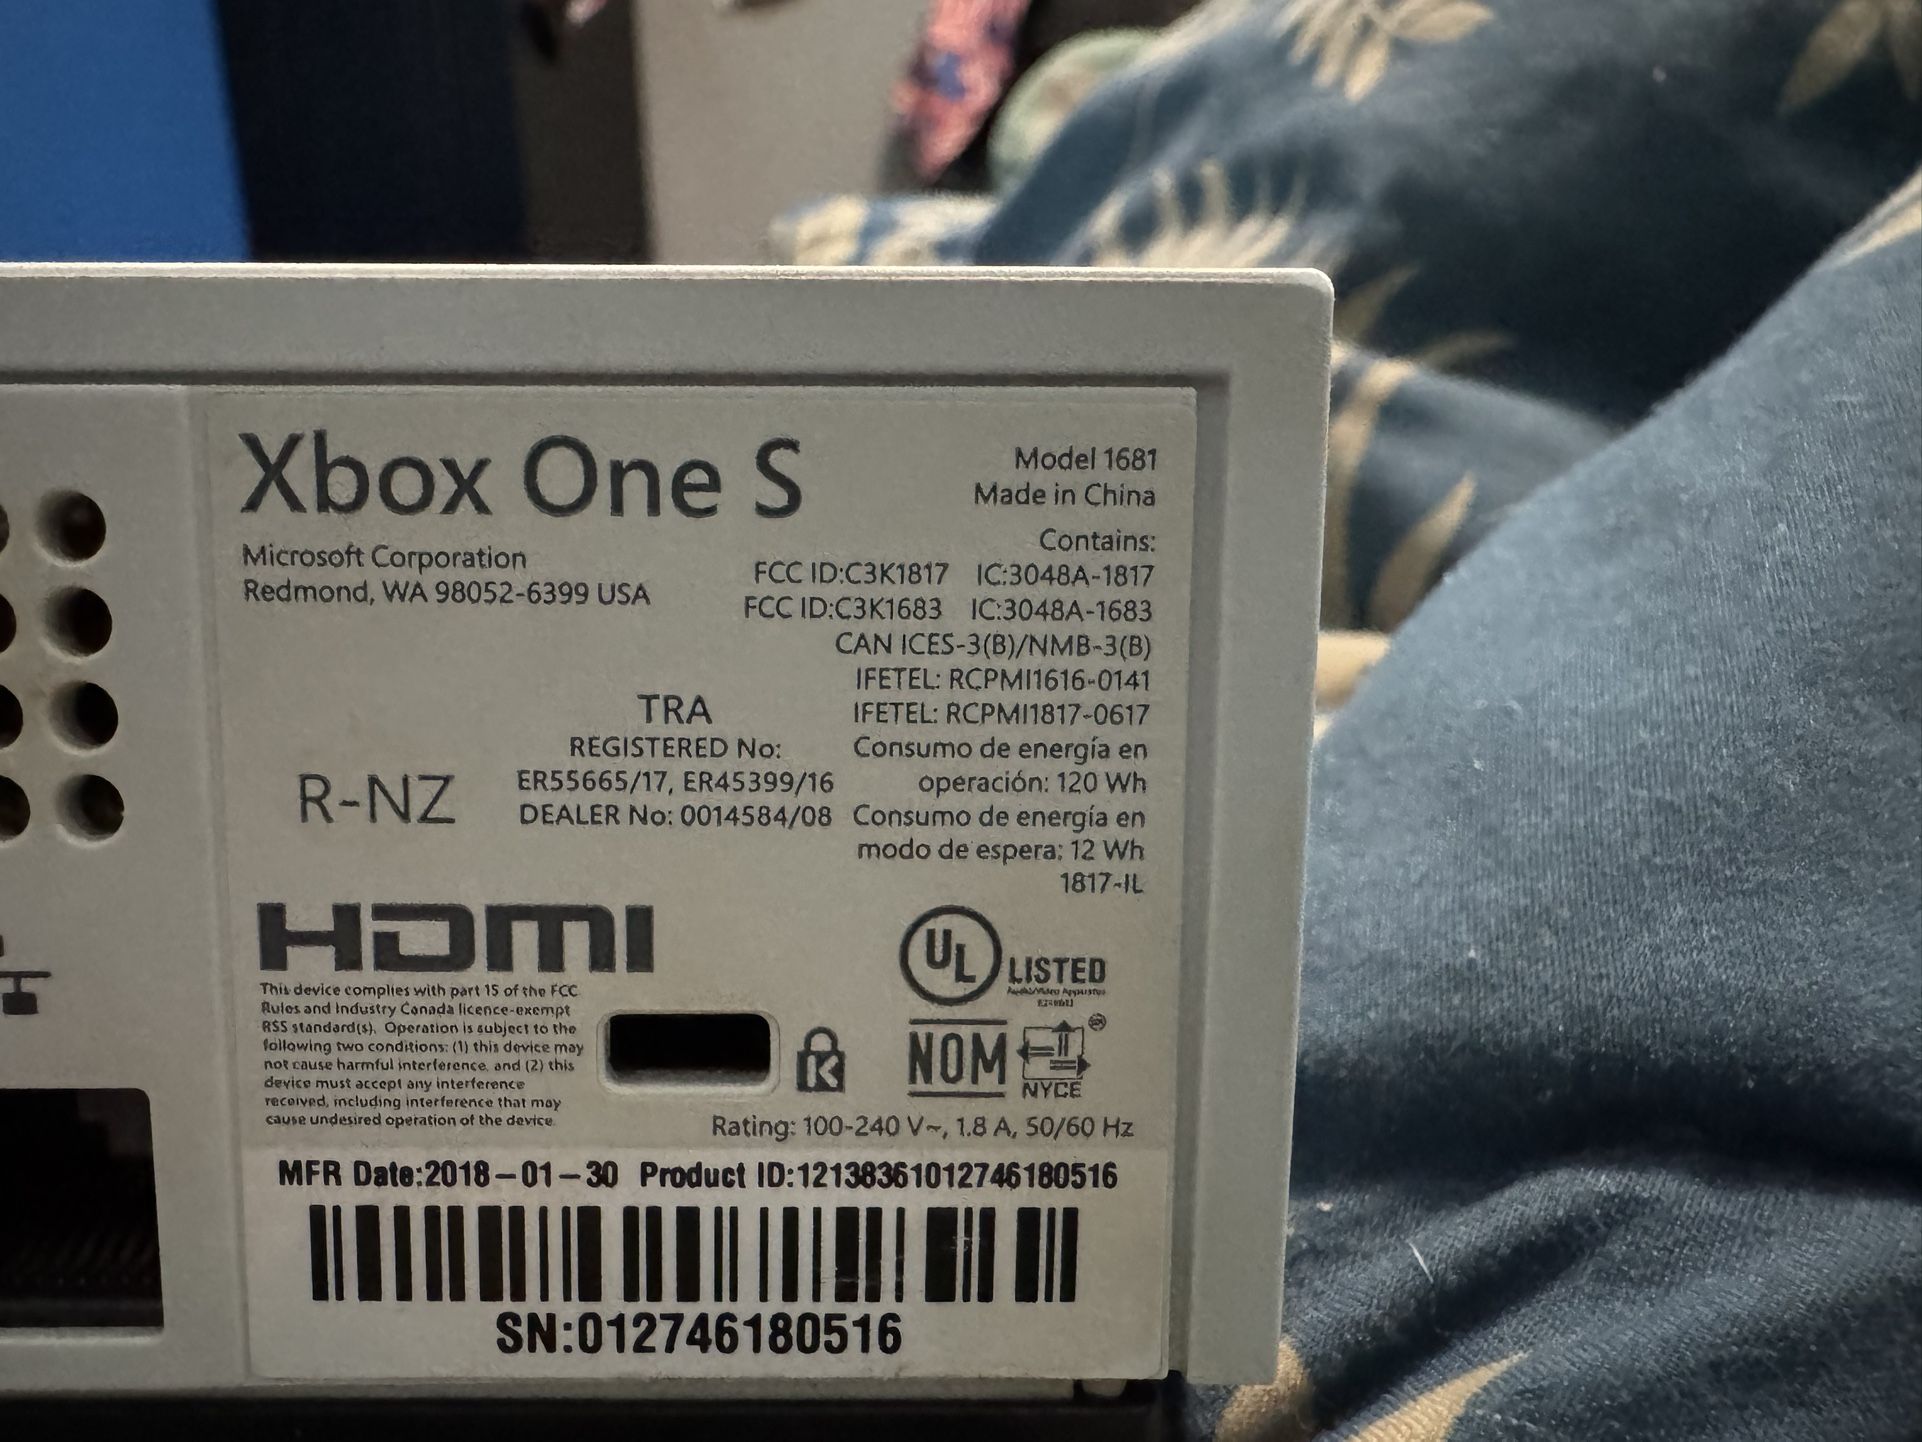 Xbox One S
Microsoft Corporation
Redmond, WA 98052-6399 USA
Model 1681
Made in China
Contains:
FCC ID:C3K1817 IC:3048A-1817
FCC ID:C3K1683 IC:3048A-1683
CAN ICES-3(B)/NMB-3(B)
IFETEL: RCPMI1616-0141
IFETEL: RCPMI1817-0617
Consumo de energía en
operación: 120 Wh
Consumo de energía en
modo de espera: 12 Wh
1817-IL
TRA
REGISTERED No:
ER55665/17, ER45399/16
DEALER No: 0014584/08
R-NZ
HDMI
This device complies with part 15 of the FCC
Rules and Industry Canada licence-exempt
RSS standard(s). Operation is subject to the
following two conditions: (1) this device may
not cause harmful interference, and (2) this
device must accept any interference
received, including interference that may
cause undesired operation of the device.
UL LISTED
Audio/Video Apparatus
NOM
NYCE
Rating: 100-240 V~, 1.8 A, 50/60 Hz
MFR Date:2018-01-30 Product ID:12138361012746180516
SN:012746180516